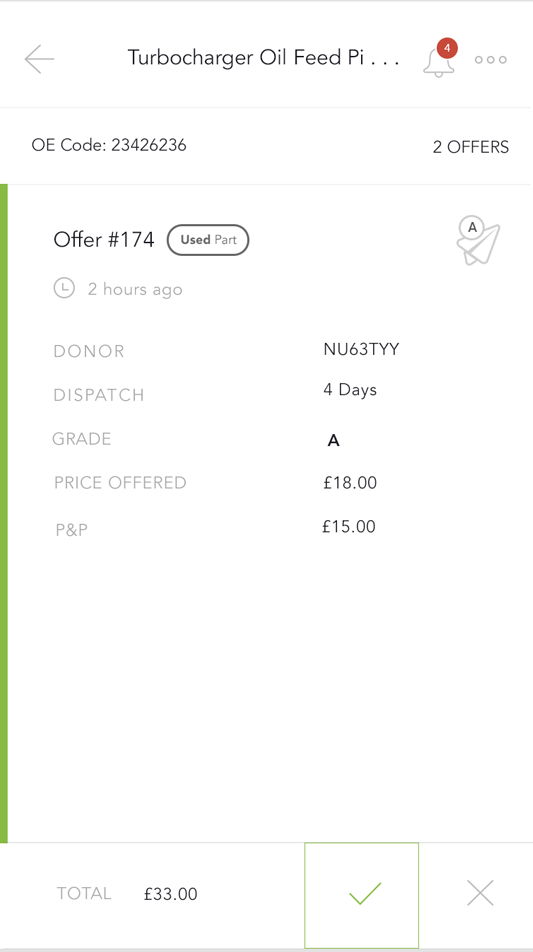 Turbocharger Oil Feed Pi . . .
4
OE Code: 23426236
2 OFFERS
Offer #174
Used Part
A
2 hours ago
DONOR
NU63TYY
DISPATCH
4 Days
GRADE
A
PRICE OFFERED
£18.00
P&P
£15.00
TOTAL
£33.00